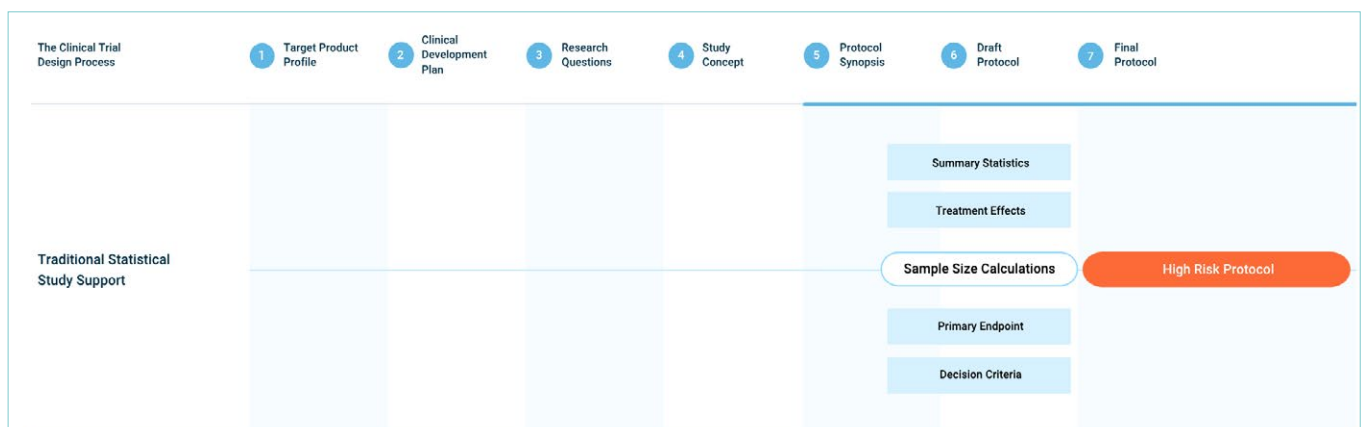 The Clinical Trial
Design Process
1
Target Product
Profile
2
Clinical
Development
Plan
3
Research
Questions
4
Study
Concept
5
Protocol
Synopsis
6
Draft
Protocol
7
Final
Protocol
Summary Statistics
Treatment Effects
Traditional Statistical
Study Support
Sample Size Calculations
High Risk Protocol
Primary Endpoint
Decision Criteria